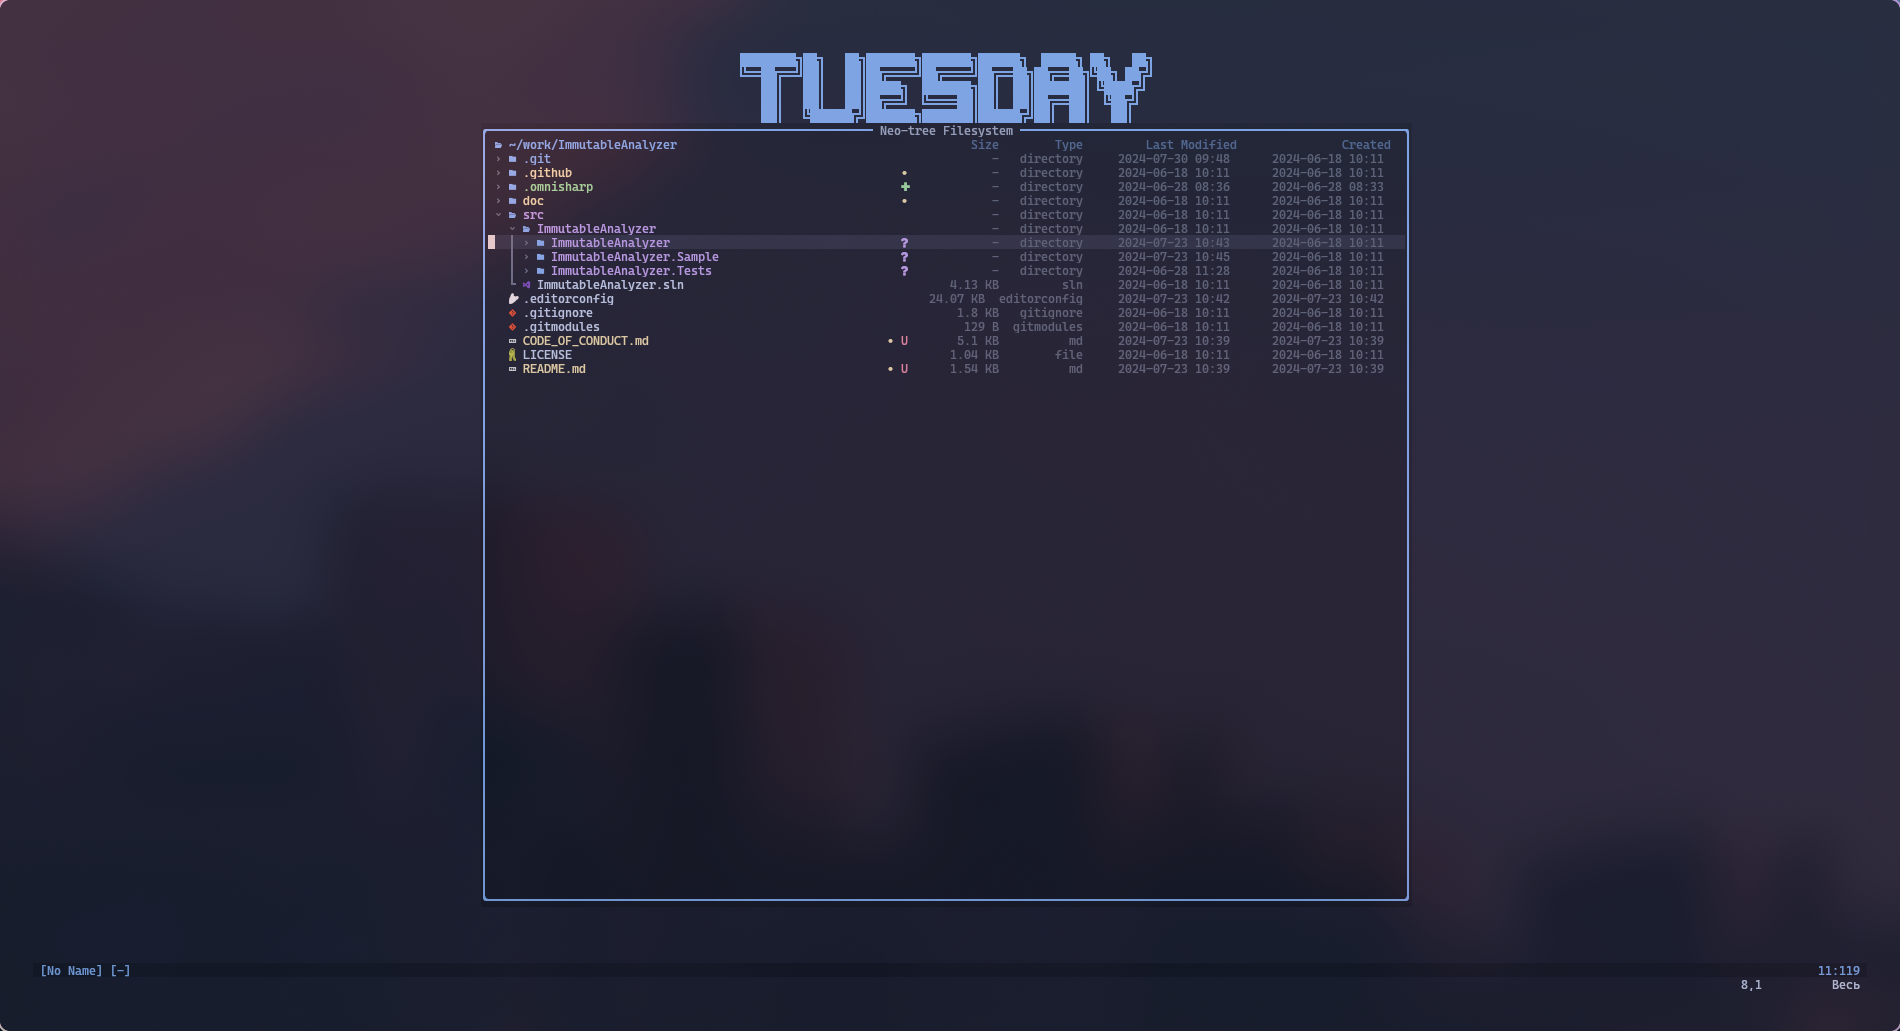 TUESDAY
Neo-tree Filesystem
~/work/ImmutableAnalyzer Size Type Last Modified Created
.git - directory 2024-07-30 09:48 2024-06-18 10:11
.github • - directory 2024-06-18 10:11 2024-06-18 10:11
.omnisharp ✚ - directory 2024-06-28 08:36 2024-06-28 08:33
doc • - directory 2024-06-18 10:11 2024-06-18 10:11
src - directory 2024-06-18 10:11 2024-06-18 10:11
ImmutableAnalyzer - directory 2024-06-18 10:11 2024-06-18 10:11
ImmutableAnalyzer ? - directory 2024-07-23 10:43 2024-06-18 10:11
ImmutableAnalyzer.Sample ? - directory 2024-07-23 10:45 2024-06-18 10:11
ImmutableAnalyzer.Tests ? - directory 2024-06-28 11:28 2024-06-18 10:11
ImmutableAnalyzer.sln 4.13 KB sln 2024-06-18 10:11 2024-06-18 10:11
.editorconfig 24.07 KB editorconfig 2024-07-23 10:42 2024-07-23 10:42
.gitignore 1.8 KB gitignore 2024-06-18 10:11 2024-06-18 10:11
.gitmodules 129 B gitmodules 2024-06-18 10:11 2024-06-18 10:11
CODE_OF_CONDUCT.md • U 5.1 KB md 2024-07-23 10:39 2024-07-23 10:39
LICENSE 1.04 KB file 2024-06-18 10:11 2024-06-18 10:11
README.md • U 1.54 KB md 2024-07-23 10:39 2024-07-23 10:39
[No Name] [-] 11:119
8,1 Весь